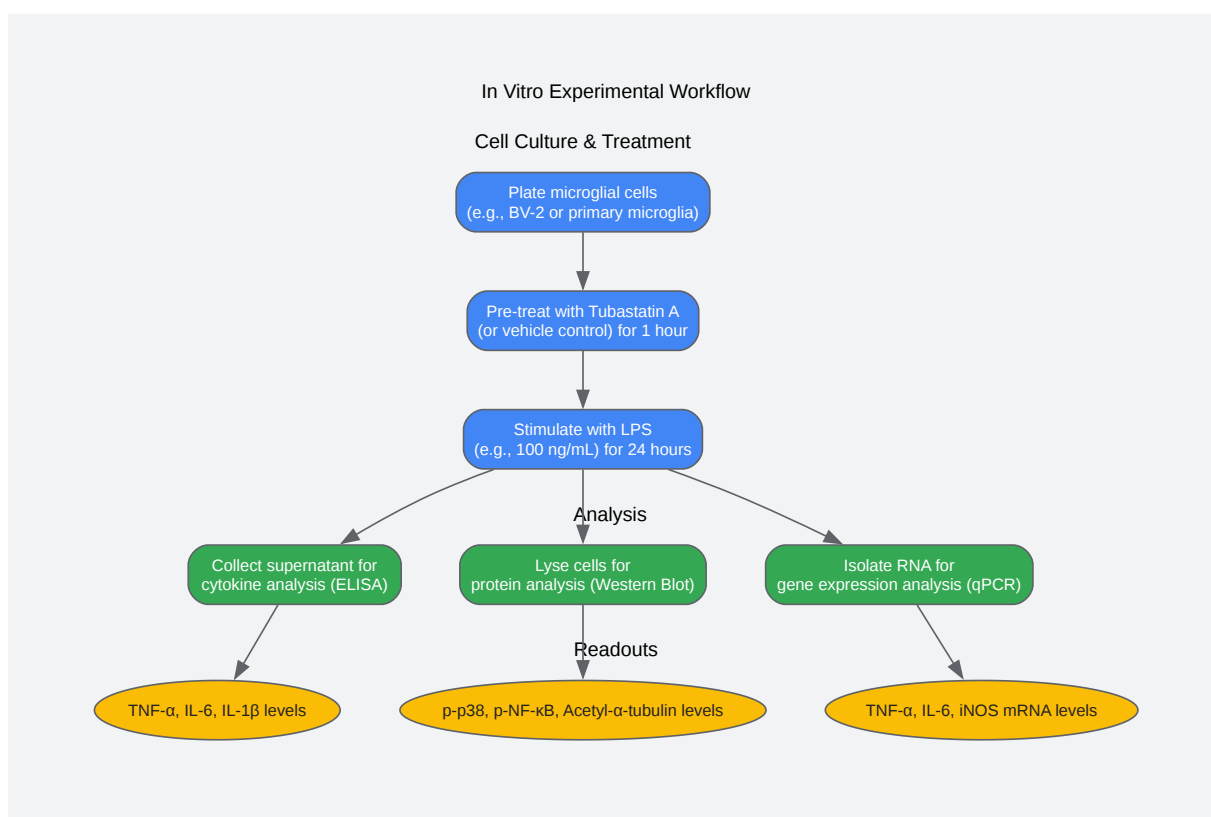 In Vitro Experimental Workflow
Cell Culture & Treatment
Plate microglial cells
(e.g., BV-2 or primary microglia)
Pre-treat with Tubastatin A
(or vehicle control) for 1 hour
Stimulate with LPS
(e.g., 100 ng/mL) for 24 hours
Analysis
Collect supernatant for
cytokine analysis (ELISA)
Lyse cells for
protein analysis (Western Blot)
Isolate RNA for
gene expression analysis (qPCR)
Readouts
TNF-α, IL-6, IL-1β levels
p-p38, p-NF-κB, Acetyl-α-tubulin levels
TNF-α, IL-6, iNOS mRNA levels